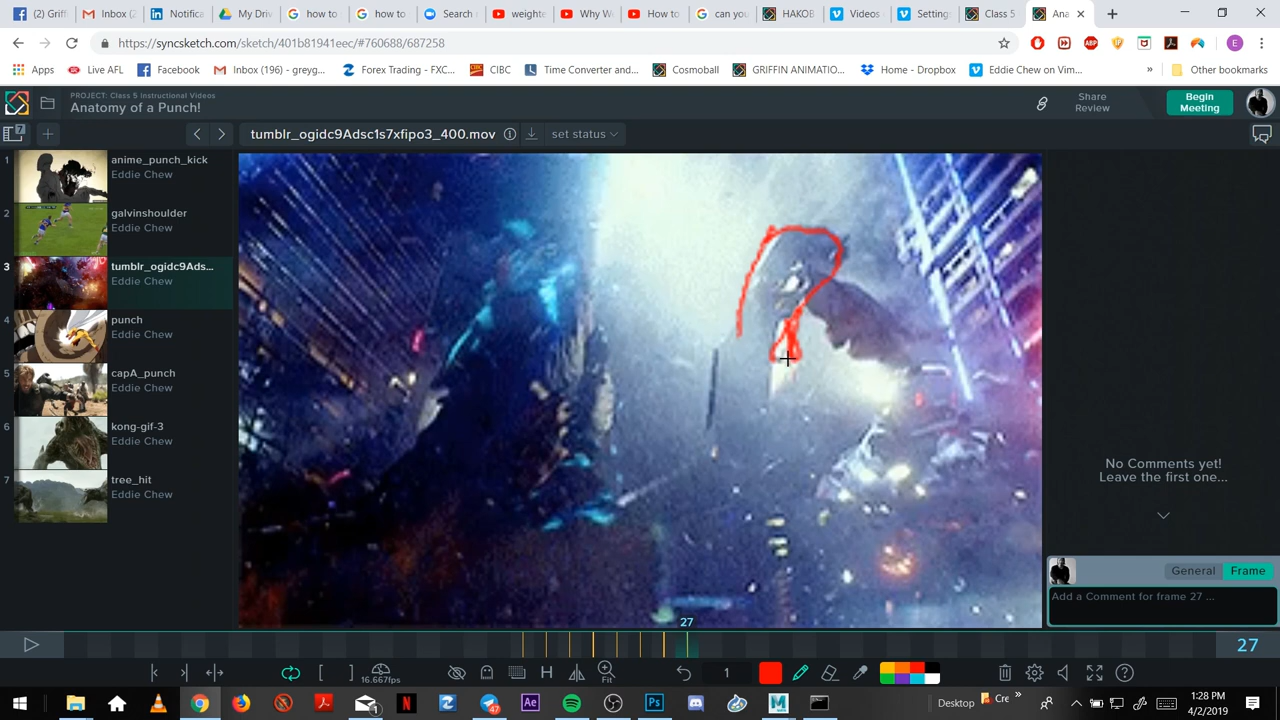 (2) Griff
Inbox (2
Notifica
My Driv
how to
how to
Search
weighte
Why W
How to
can you
HAKOB
Videos
Setting
Class 5
Ana
https://syncsketch.com/sketch/401b81941eec/#760688/687258
Apps
Live AFL
Facebook
Inbox (196) - greyg...
Forex Trading - FXC...
CIBC
Time Converter and...
Cosmoball
GRIFFIN ANIMATIO...
Home - Dropbox
Eddie Chew on Vim...
»
Other bookmarks
PROJECT: Class 5 Instructional Videos
Anatomy of a Punch!
Share Review
Begin Meeting
7
tumblr_ogidc9Adsc1s7xfipo3_400.mov
set status
1
anime_punch_kick
Eddie Chew
2
galvinshoulder
Eddie Chew
3
tumblr_ogidc9Ads...
Eddie Chew
4
punch
Eddie Chew
5
capA_punch
Eddie Chew
6
kong-gif-3
Eddie Chew
7
tree_hit
Eddie Chew
No Comments yet!
Leave the first one...
General
Frame
Add a Comment for frame 27 ...
27
27
16.667fps
H
Fit
1
Desktop
Cre
»
1:28 PM
4/2/2019